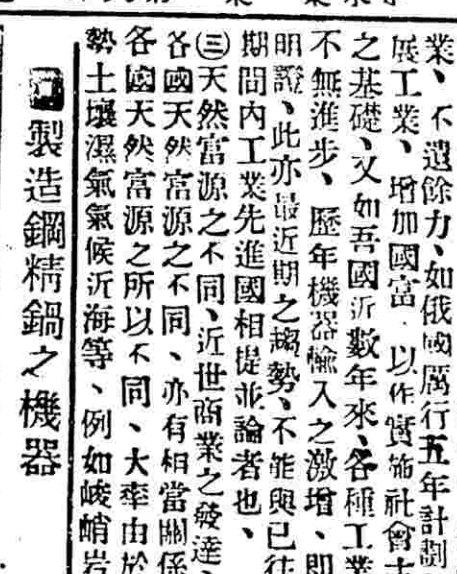 業、不遺餘力、如俄國厲行五年計劃
展工業、增加國富、以作實施社會主
之基礎、又如吾國近數年來、各種工業
不無進步、歷年機器輸入之激增、即
明證、此亦最近期之趨勢、不能與已往
期間內工業先進國相提並論者也、
㊂天然富源之不同、近世商業之發達、
各國天然富源之不同、亦有相當關係
各國天然富源之所以不同、大率由於
勢土壤濕氣氣候近海等、例如峻峭岩
製造鋼精鍋之機器